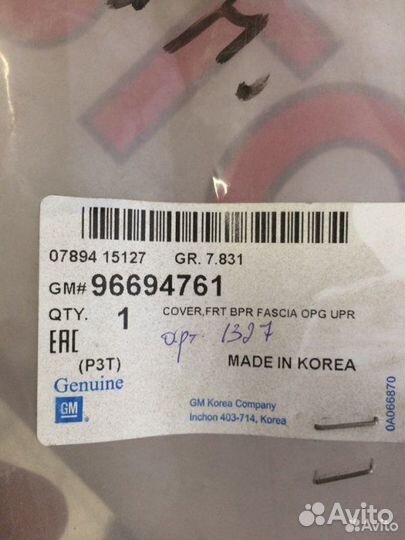 07894 15127 GR. 7.831
GM# 96694761
QTY. 1 COVER,FRT BPR FASCIA OPG UPR
арт. 1327
EAC (P3T) MADE IN KOREA
Genuine
GM
GM Korea Company
Inchon 403-714, Korea
0A066870
Avito
Avito